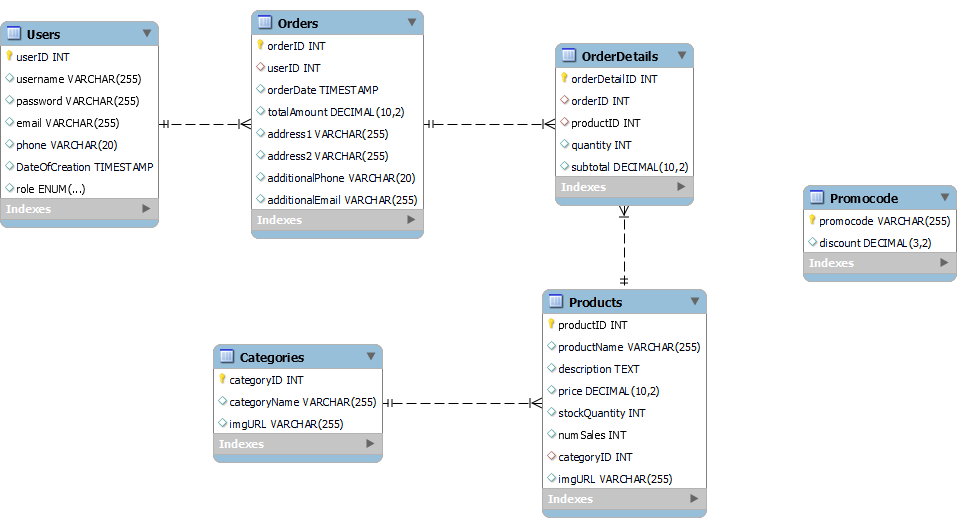 Users
userID INT
username VARCHAR(255)
password VARCHAR(255)
email VARCHAR(255)
phone VARCHAR(20)
DateOfCreation TIMESTAMP
role ENUM(...)
Indexes
Orders
orderID INT
userID INT
orderDate TIMESTAMP
totalAmount DECIMAL(10,2)
address1 VARCHAR(255)
address2 VARCHAR(255)
additionalPhone VARCHAR(20)
additionalEmail VARCHAR(255)
Indexes
OrderDetails
orderDetailID INT
orderID INT
productID INT
quantity INT
subtotal DECIMAL(10,2)
Indexes
Promocode
promocode VARCHAR(255)
discount DECIMAL(3,2)
Indexes
Categories
categoryID INT
categoryName VARCHAR(255)
imgURL VARCHAR(255)
Indexes
Products
productID INT
productName VARCHAR(255)
description TEXT
price DECIMAL(10,2)
stockQuantity INT
numSales INT
categoryID INT
imgURL VARCHAR(255)
Indexes